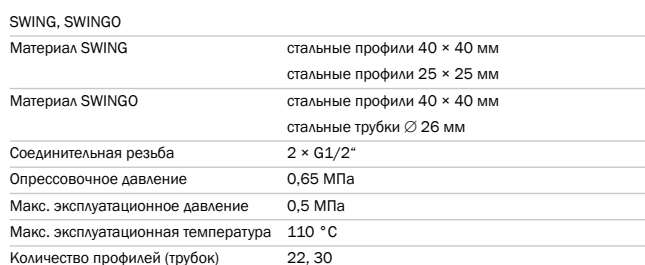 SWING, SWINGO
Материал SWING стальные профили 40 × 40 мм
стальные профили 25 × 25 мм
Материал SWINGO стальные профили 40 × 40 мм
стальные трубки ∅ 26 мм
Соединительная резьба 2 × G1/2“
Опрессовочное давление 0,65 МПа
Макс. эксплуатационное давление 0,5 МПа
Макс. эксплуатационная температура 110 °C
Количество профилей (трубок) 22, 30